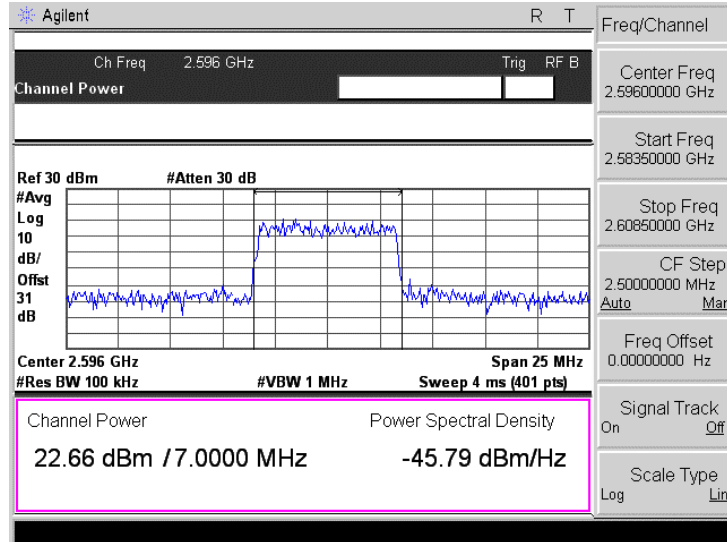 Agilent R T
Ch Freq 2.596 GHz Trig RF B
Channel Power
Ref 30 dBm #Atten 30 dB
#Avg
Log
10
dB/
Offst
31
dB
Center 2.596 GHz Span 25 MHz
#Res BW 100 kHz #VBW 1 MHz Sweep 4 ms (401 pts)
Channel Power Power Spectral Density
22.66 dBm / 7.0000 MHz -45.79 dBm/Hz
Freq/Channel
Center Freq
2.59600000 GHz
Start Freq
2.58350000 GHz
Stop Freq
2.60850000 GHz
CF Step
2.50000000 MHz
Auto Man
Freq Offset
0.00000000 Hz
Signal Track
On Off
Scale Type
Log Lin